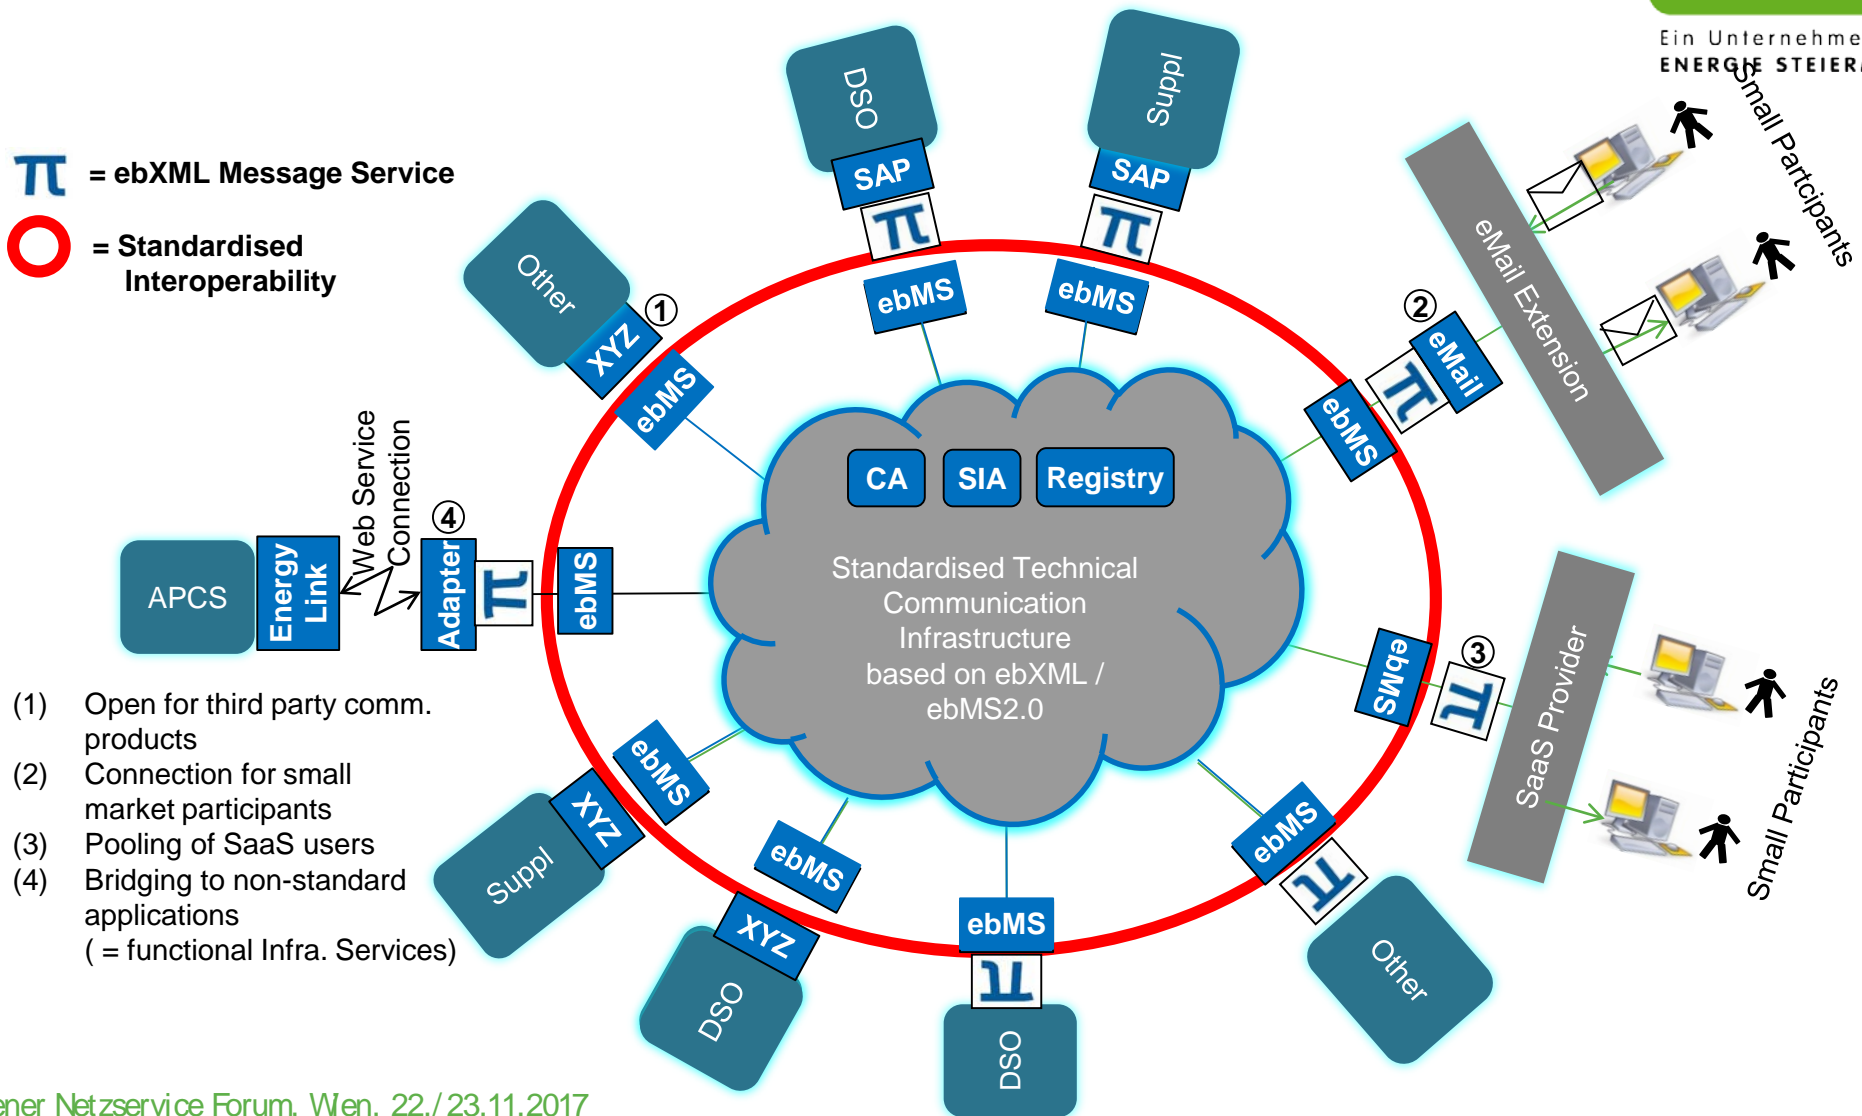 Ein Unternehme
ENERGIE STEIERM
= ebXML Message Service
= Standardised
Interoperability
DSO
SAP
π
ebMS
Suppl
SAP
π
ebMS
Other
XYZ
1
ebMS
2
eMail
π
ebMS
eMail Extension
Small Partcipants
Web Service
Connection
4
APCS
Energy
Link
Adapter
π
ebMS
CA
SIA
Registry
Standardised Technical
Communication
Infrastructure
based on ebXML /
ebMS2.0
ebMS
π
3
SaaS Provider
Small Participants
(1) Open for third party comm.
products
(2) Connection for small
market participants
(3) Pooling of SaaS users
(4) Bridging to non-standard
applications
( = functional Infra. Services)
ebMS
XYZ
Suppl
ebMS
XYZ
DSO
ebMS
π
DSO
ebMS
π
Other
ener Netzservice Forum, Wien, 22./23.11.2017